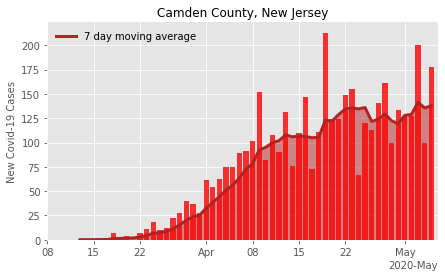 Camden County, New Jersey
7 day moving average
New Covid-19 Cases
200
175
150
125
100
75
50
25
0
08 15 22 Apr 08 15 22 May
2020-May